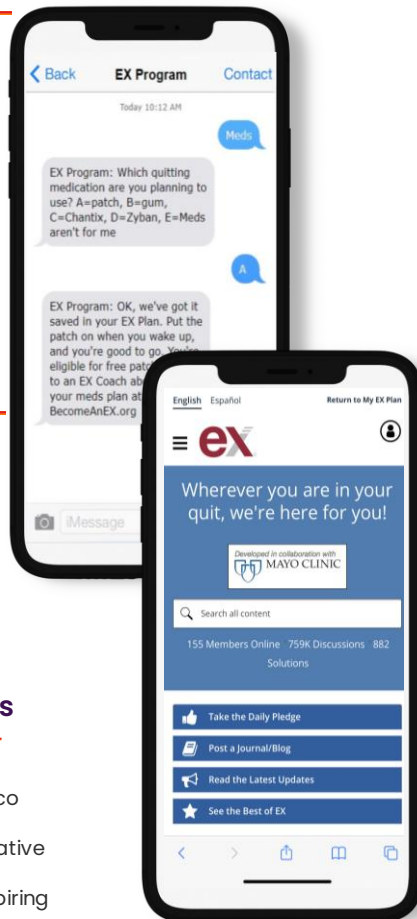 Back EX Program Contact
Today 10:12 AM
Meds
EX Program: Which quitting
medication are you planning to
use? A=patch, B=gum,
C=Chantix, D=Zyban, E=Meds
aren't for me
A
EX Program: OK, we've got it
saved in your EX Plan. Put the
patch on when you wake up,
and you're good to go. You're
eligible for free
to an EX Coach
your meds plan at
BecomeAnEX.org
iMessage
English Español Return to My EX Plan
ex
Wherever you are in your
quit, we're here for you!
Developed in collaboration with
MAYO CLINIC
Search all content
155 Members Online 759K Discussions 882
Solutions
Take the Daily Pledge
Post a Journal/Blog
Read the Latest Updates
See the Best of EX